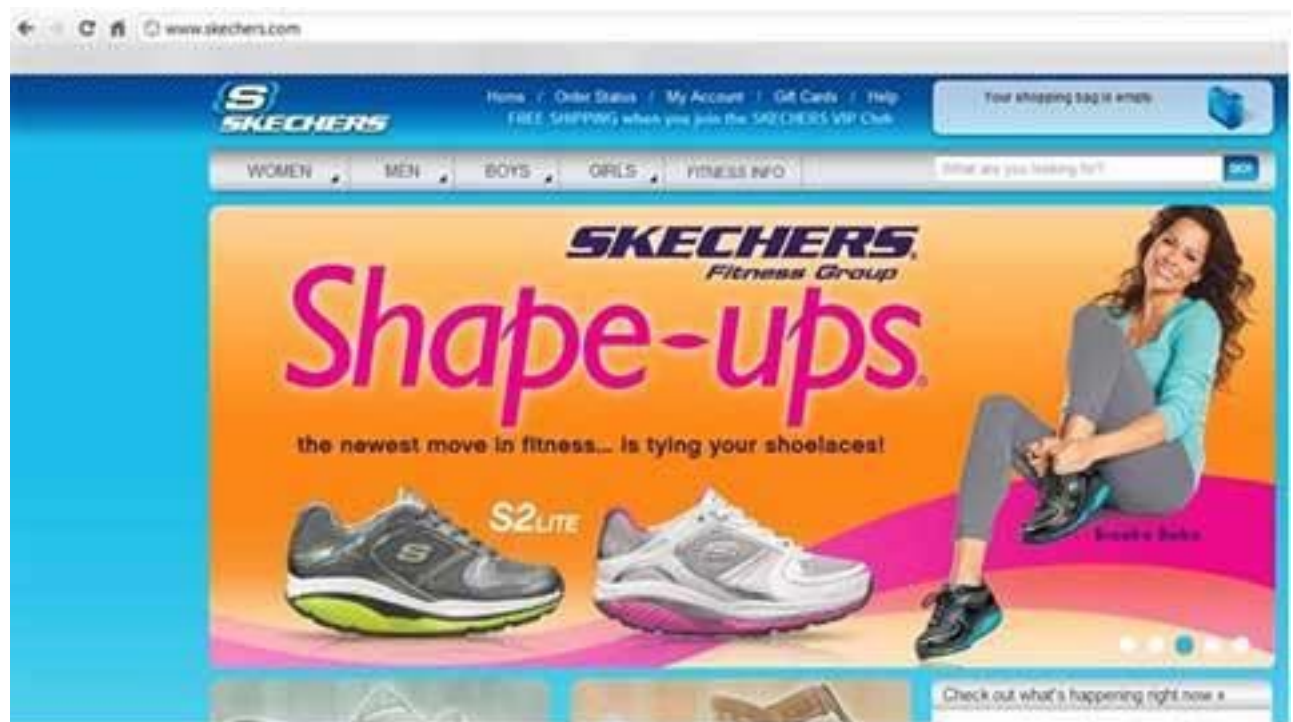 www.skechers.com
S
SKECHERS
Home / Order Status / My Account / Gift Cards / Help
FREE SHIPPING when you join the SKECHERS VIP Club
Your shopping bag is empty
WOMEN MEN BOYS GIRLS FITNESS INFO
What are you looking for?
GO!
SKECHERS
Fitness Group
Shape-ups®
the newest move in fitness... is tying your shoelaces!
S2 LITE
S
Brooke Burke
Check out what's happening right now »